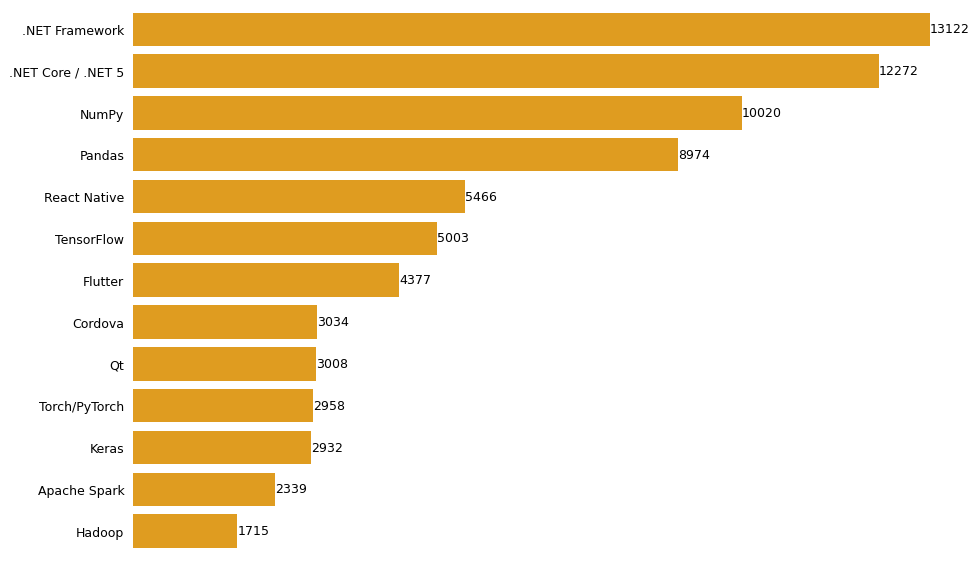 .NET Framework 13122
.NET Core / .NET 5 12272
NumPy 10020
Pandas 8974
React Native 5466
TensorFlow 5003
Flutter 4377
Cordova 3034
Qt 3008
Torch/PyTorch 2958
Keras 2932
Apache Spark 2339
Hadoop 1715